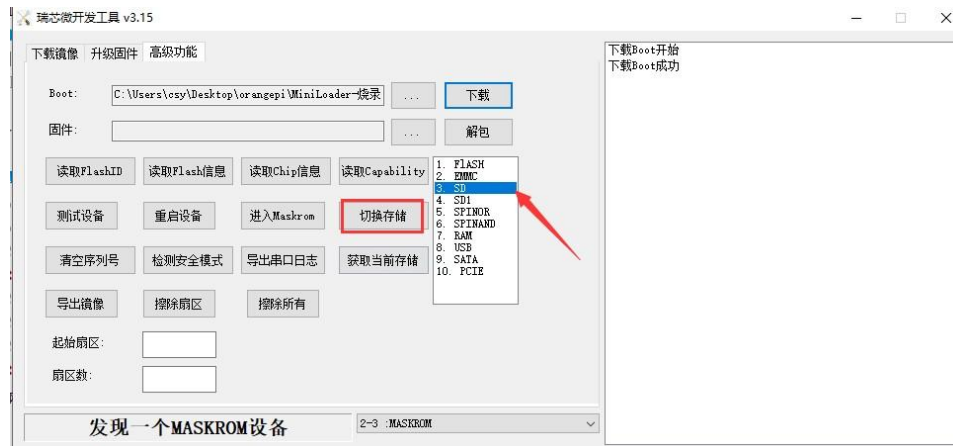 瑞芯微开发工具 v3.15
下载镜像 升级固件 高级功能
Boot: C:\Users\csy\Desktop\orangepi\MiniLoader-烧录 ... 下载
固件: ... 解包
读取FlashID 读取Flash信息 读取Chip信息 读取Capability
测试设备 重启设备 进入Maskrom 切换存储
清空序列号 检测安全模式 导出串口日志 获取当前存储
导出镜像 擦除扇区 擦除所有
1. FLASH
2. EMMC
3. SD
4. SD1
5. SPINOR
6. SPINAND
7. RAM
8. USB
9. SATA
10. PCIE
起始扇区:
扇区数:
发现一个MASKROM设备 2-3 :MASKROM
下载Boot开始
下载Boot成功